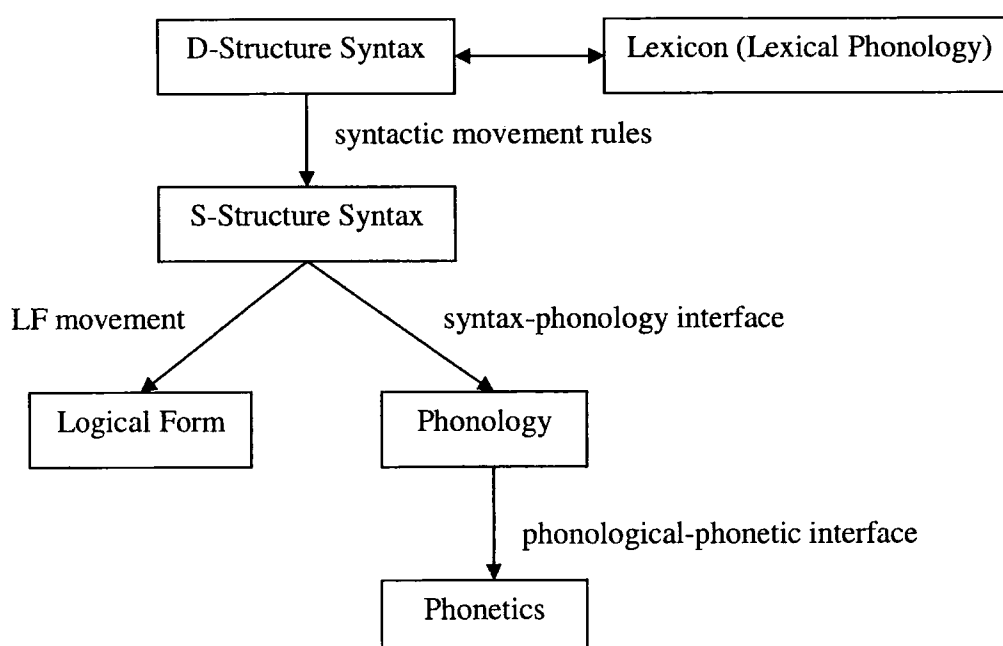 D-Structure Syntax
Lexicon (Lexical Phonology)
syntactic movement rules
S-Structure Syntax
LF movement
syntax-phonology interface
Logical Form
Phonology
phonological-phonetic interface
Phonetics